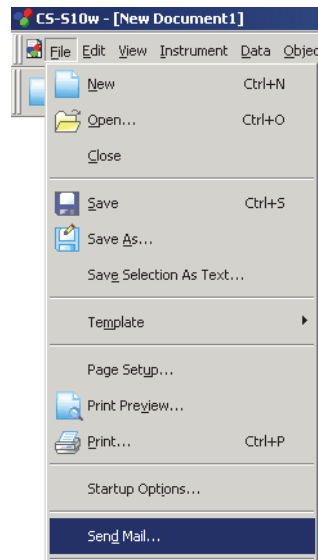 CS-S10w - [New Document1]
File Edit View Instrument Data Objec
New Ctrl+N
Open... Ctrl+O
Close
Save Ctrl+S
Save As...
Save Selection As Text...
Template
Page Setup...
Print Preview...
Print... Ctrl+P
Startup Options...
Send Mail...